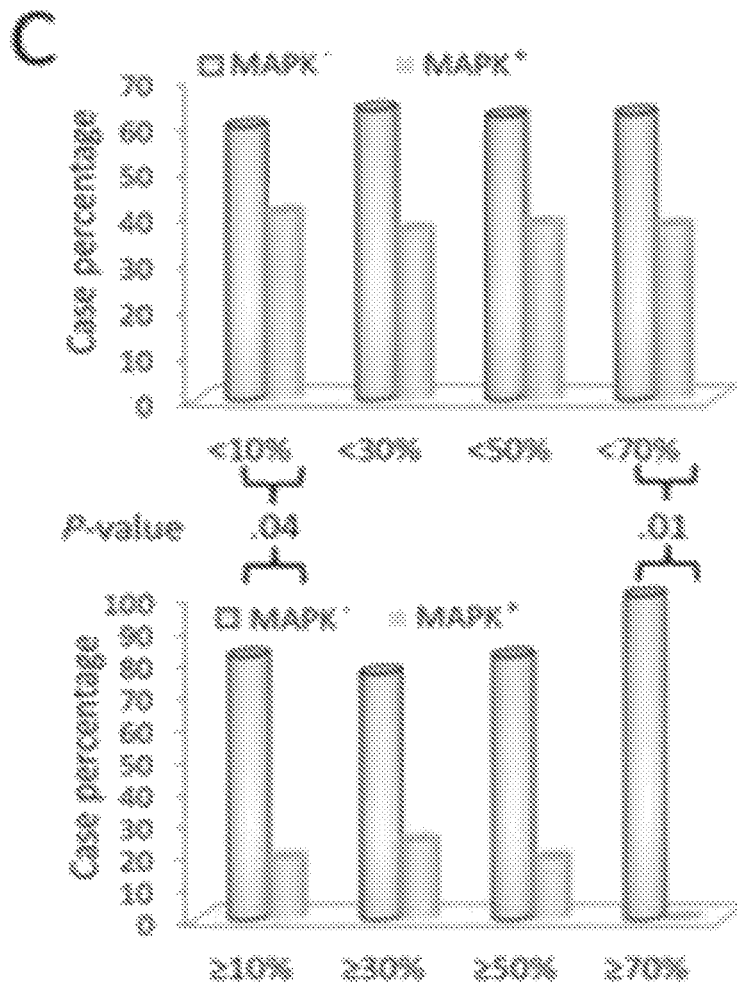 C
MAPK⁻ MAPK⁺
Case percentage
70
60
50
40
30
20
10
0
<10% <30% <50% <70%
P-value .04 .01
MAPK⁻ MAPK⁺
Case percentage
100
90
80
70
60
50
40
30
20
10
0
≥10% ≥30% ≥50% ≥70%